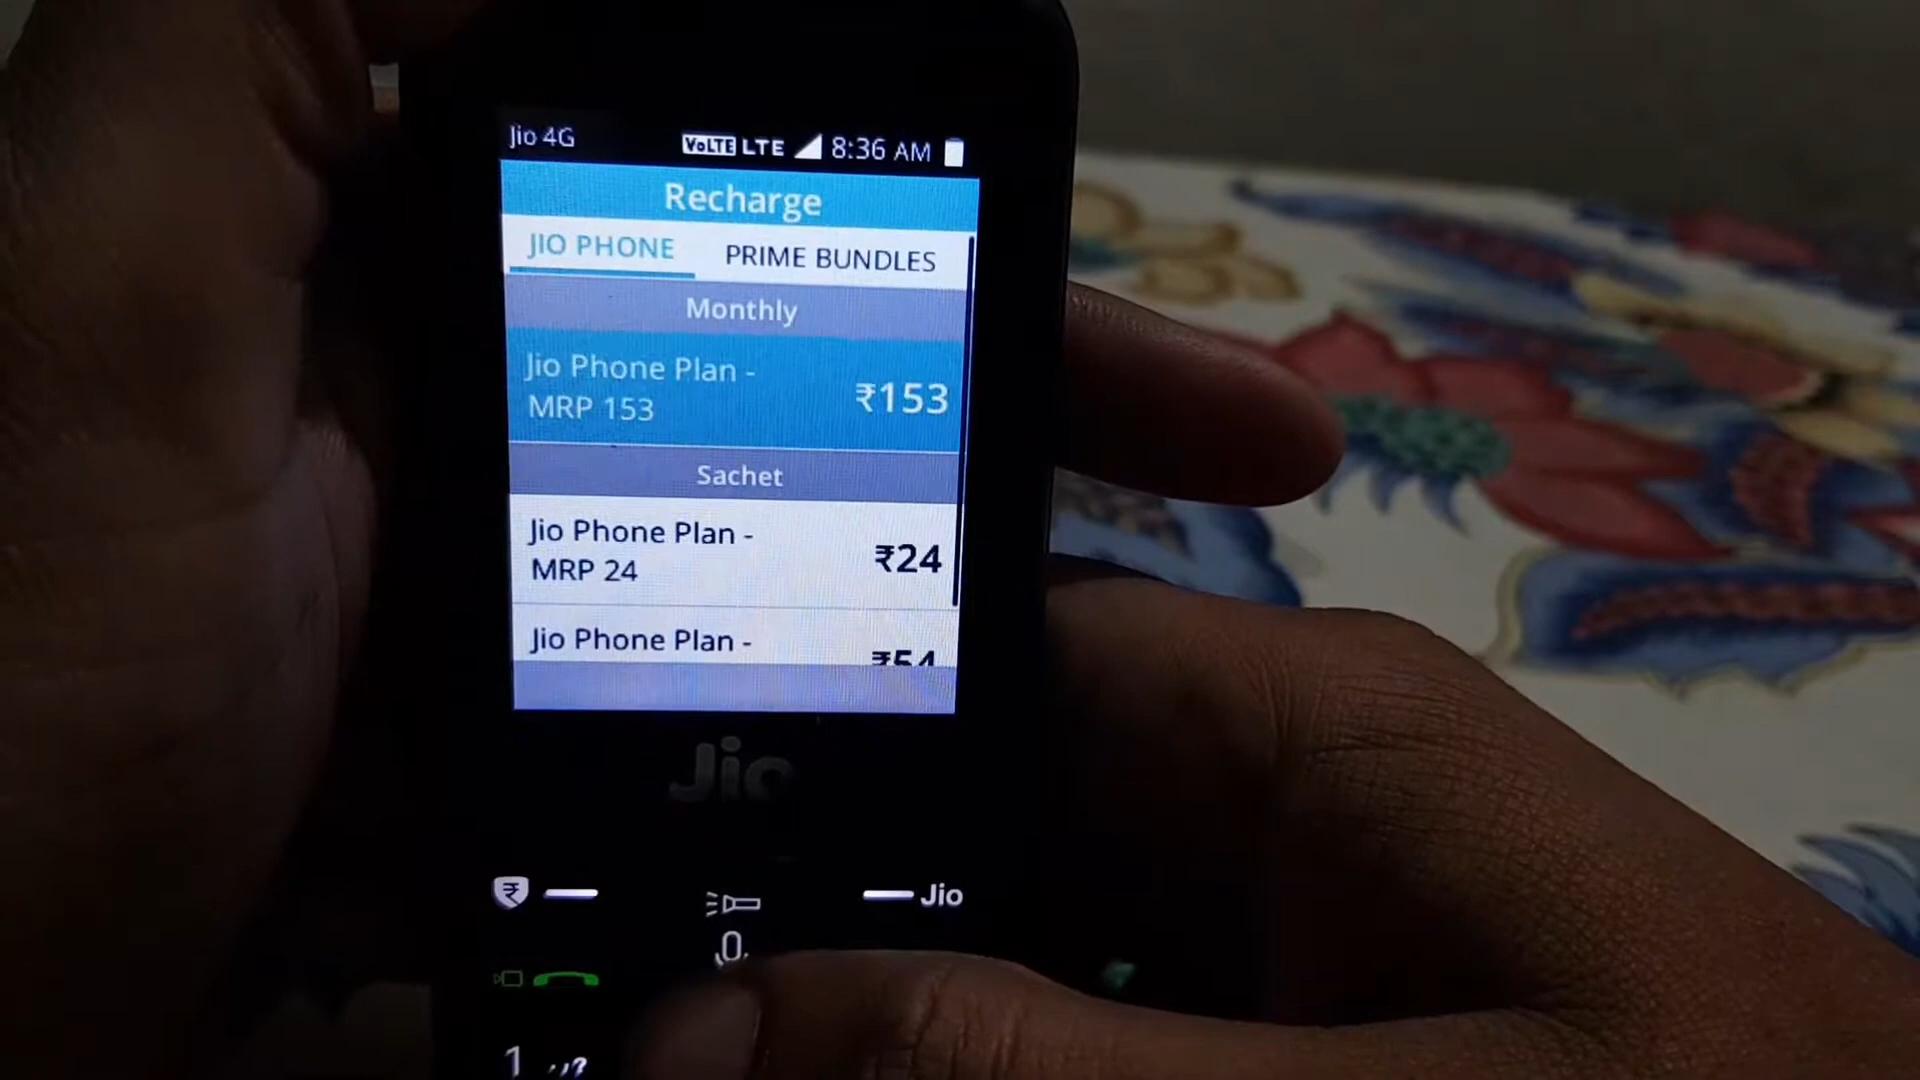 Jio 4G VoLTE LTE 8:36 AM
Recharge
JIO PHONE PRIME BUNDLES
Monthly
Jio Phone Plan -
MRP 153
₹153
Sachet
Jio Phone Plan -
MRP 24
₹24
Jio Phone Plan -
₹54
Jio
₹
Jio
1 .,?